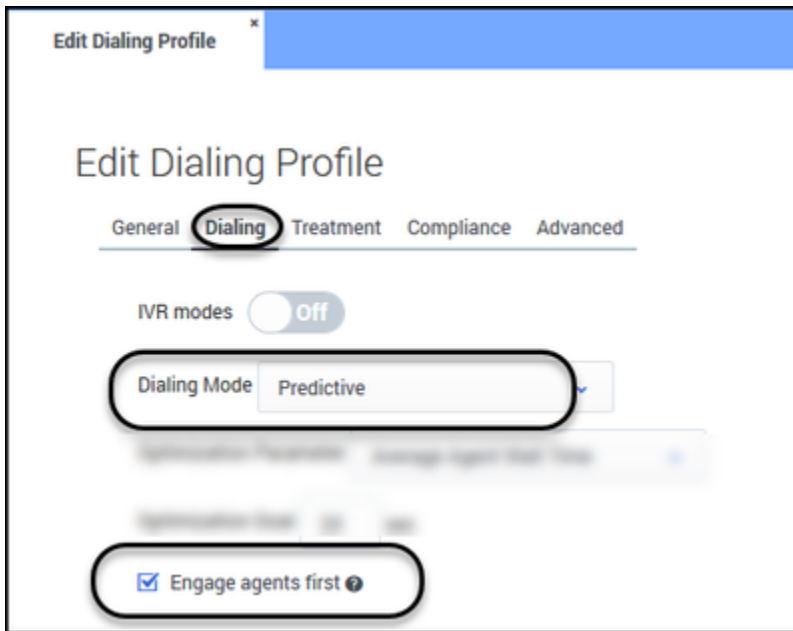 Edit Dialing Profile
Edit Dialing Profile
General Dialing Treatment Compliance Advanced
IVR modes Off
Dialing Mode Predictive
Engage agents first